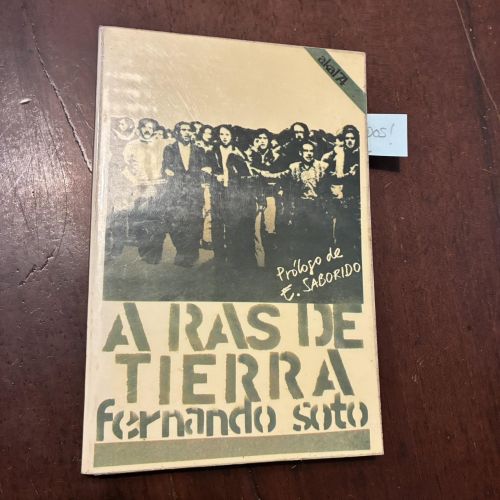 akal 74
Prólogo de
E. SABORIDO
A RAS DE
TIERRA
fernando soto